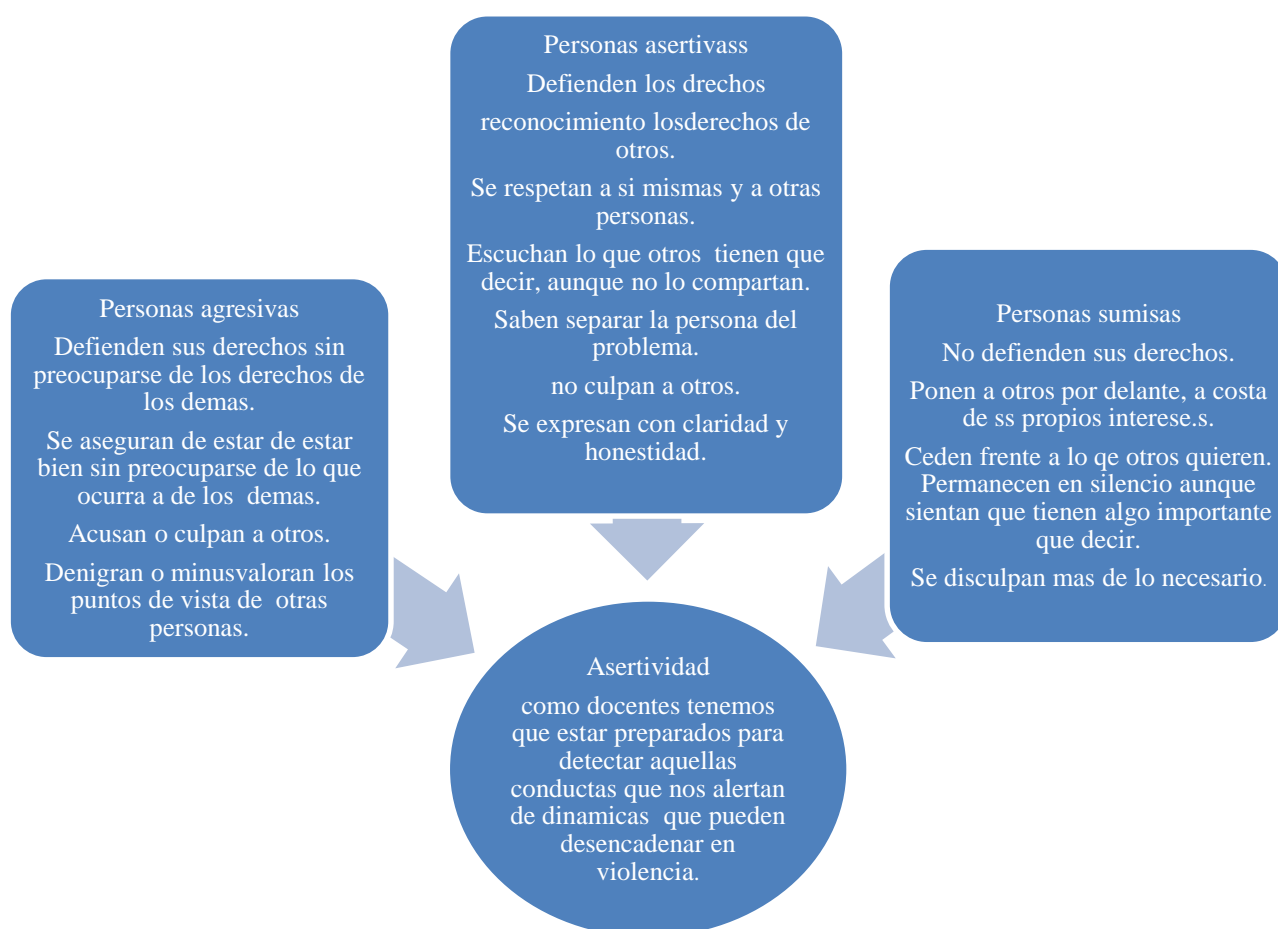 Personas asertivass
Defienden los drechos
reconocimiento losderechos de
otros.
Se respetan a si mismas y a otras
personas.
Escuchan lo que otros tienen que
decir, aunque no lo compartan.
Saben separar la persona del
problema.
no culpan a otros.
Se expresan con claridad y
honestidad.
Personas agresivas
Defienden sus derechos sin
preocuparse de los derechos de
los demas.
Se aseguran de estar de estar
bien sin preocuparse de lo que
ocurra a de los demas.
Acusan o culpan a otros.
Denigran o minusvaloran los
puntos de vista de otras
personas.
Personas sumisas
No defienden sus derechos.
Ponen a otros por delante, a costa
de ss propios interese.s.
Ceden frente a lo qe otros quieren.
Permanecen en silencio aunque
sientan que tienen algo importante
que decir.
Se disculpan mas de lo necesario.
Asertividad
como docentes tenemos
que estar preparados para
detectar aquellas
conductas que nos alertan
de dinamicas que pueden
desencadenar en
violencia.